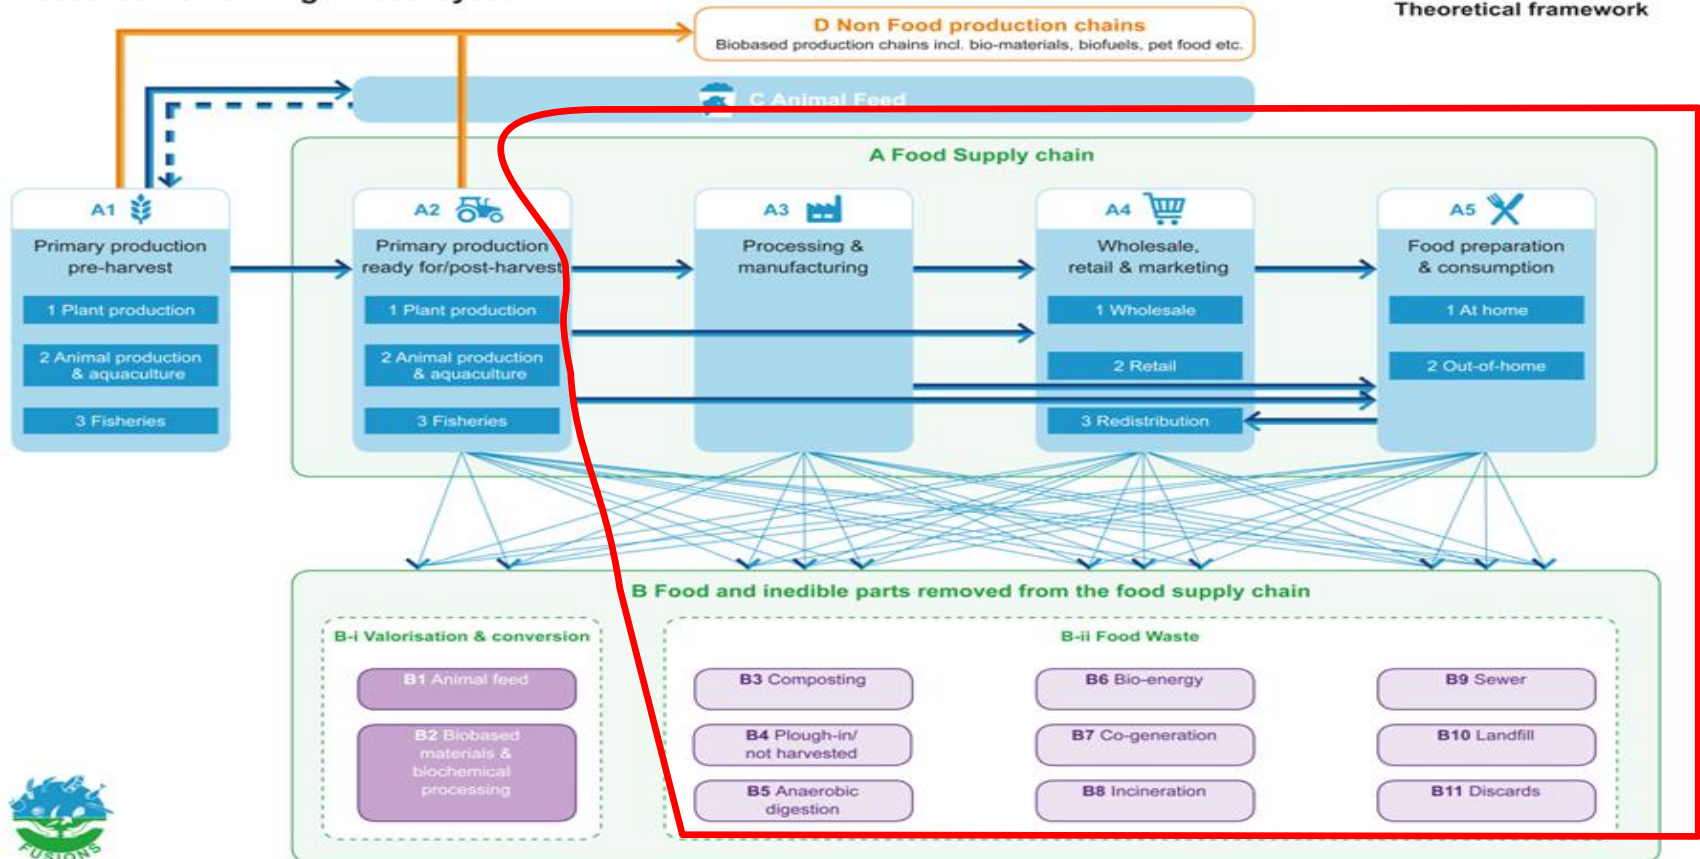 Theoretical framework
D Non Food production chains
Biobased production chains incl. bio-materials, biofuels, pet food etc.
C Animal Feed
A Food Supply chain
A1
Primary production
pre-harvest
1 Plant production
2 Animal production
& aquaculture
3 Fisheries
A2
Primary production
ready for/post-harvest
1 Plant production
2 Animal production
& aquaculture
3 Fisheries
A3
Processing &
manufacturing
A4
Wholesale,
retail & marketing
1 Wholesale
2 Retail
3 Redistribution
A5
Food preparation
& consumption
1 At home
2 Out-of-home
B Food and inedible parts removed from the food supply chain
B-i Valorisation & conversion
B1 Animal feed
B2 Biobased
materials &
biochemical
processing
B-ii Food Waste
B3 Composting
B4 Plough-in/
not harvested
B5 Anaerobic
digestion
B6 Bio-energy
B7 Co-generation
B8 Incineration
B9 Sewer
B10 Landfill
B11 Discards
FUSIONS